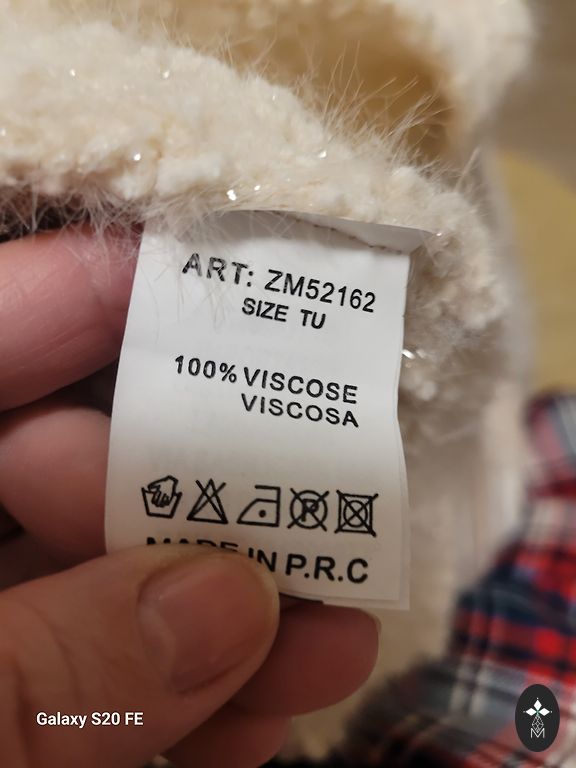 ART: ZM52162
SIZE TU
100% VISCOSE
VISCOSA
MADE IN P.R.C
Galaxy S20 FE
M